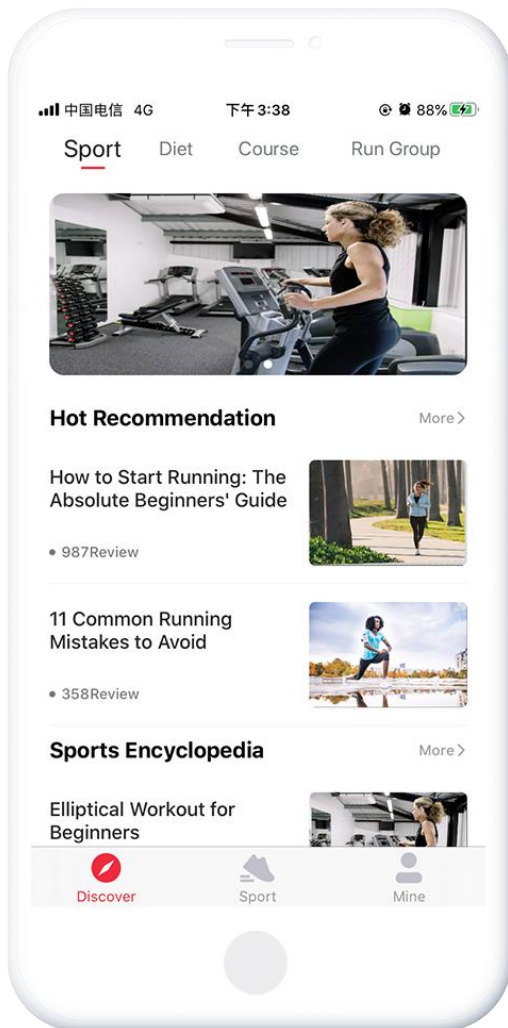 中国电信 4G 下午3:38 88%
Sport Diet Course Run Group
Hot Recommendation More
How to Start Running: The
Absolute Beginners' Guide
987Review
11 Common Running
Mistakes to Avoid
358Review
Sports Encyclopedia More
Elliptical Workout for
Beginners
Discover Sport Mine